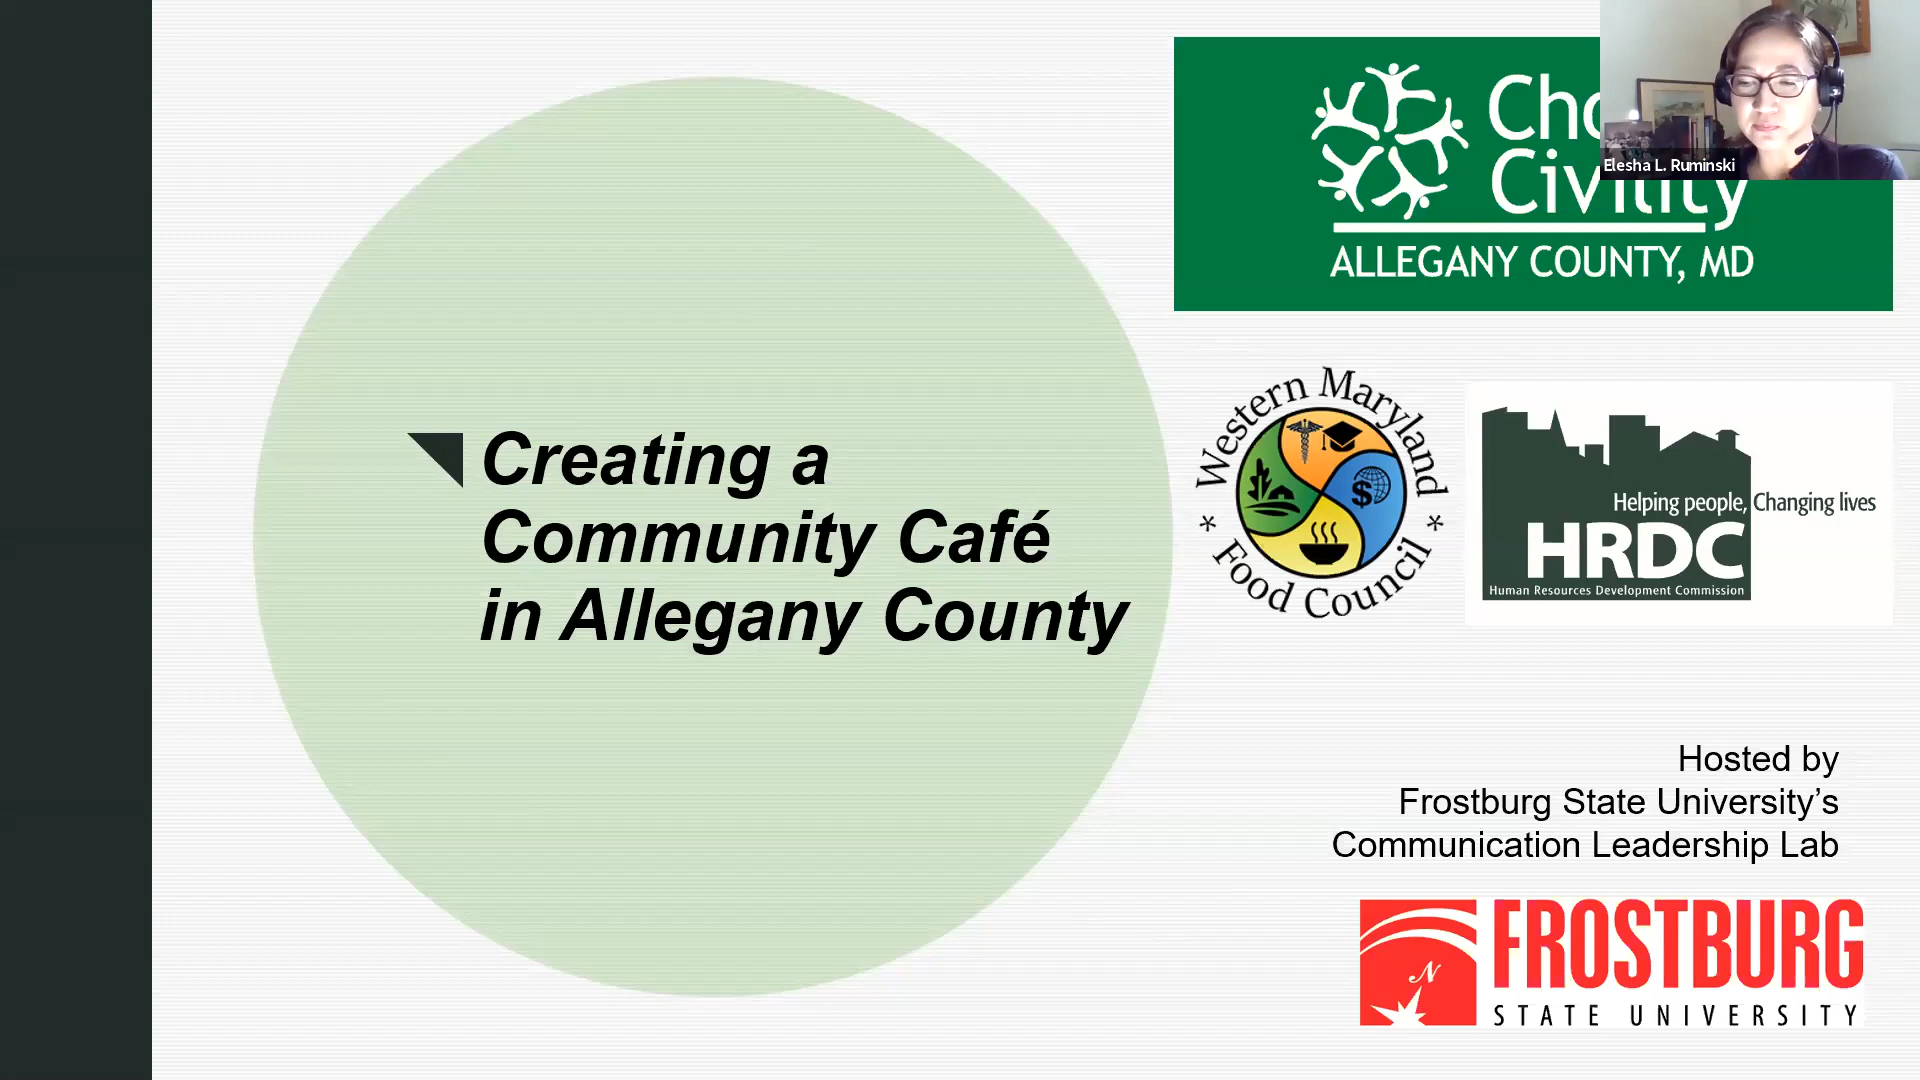 Creating a
Community Café
in Allegany County
Civility
ALLEGANY COUNTY, MD
Elesha L. Ruminski
Western Maryland
* Food Council *
$
Helping people, Changing lives
HRDC
Human Resources Development Commission
Hosted by
Frostburg State University’s
Communication Leadership Lab
N
FROSTBURG
STATE UNIVERSITY